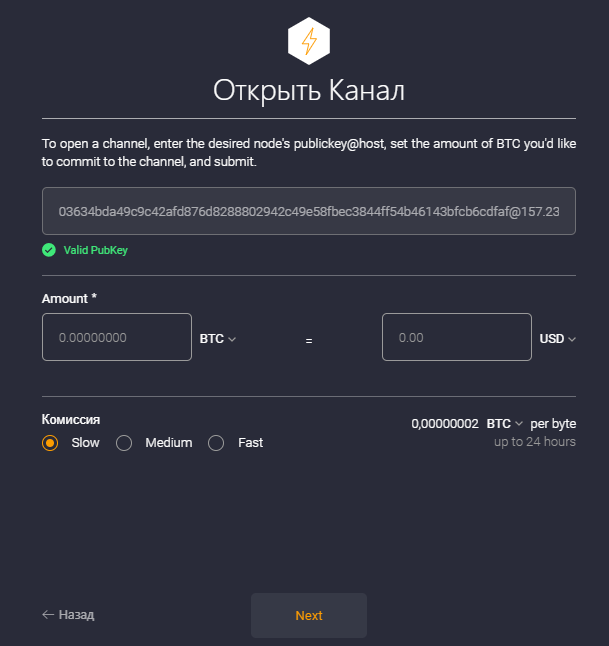 Открыть Канал
To open a channel, enter the desired node's publickey@host, set the amount of BTC you'd like
to commit to the channel, and submit.
03634bda49c9c42afd876d8288802942c49e58fbec3844ff54b46143bfcb6cdfaf@157.23
Valid PubKey
Amount *
0.00000000 BTC = 0.00 USD
Комиссия
0,00000002 BTC per byte
Slow Medium Fast
up to 24 hours
← Назад
Next